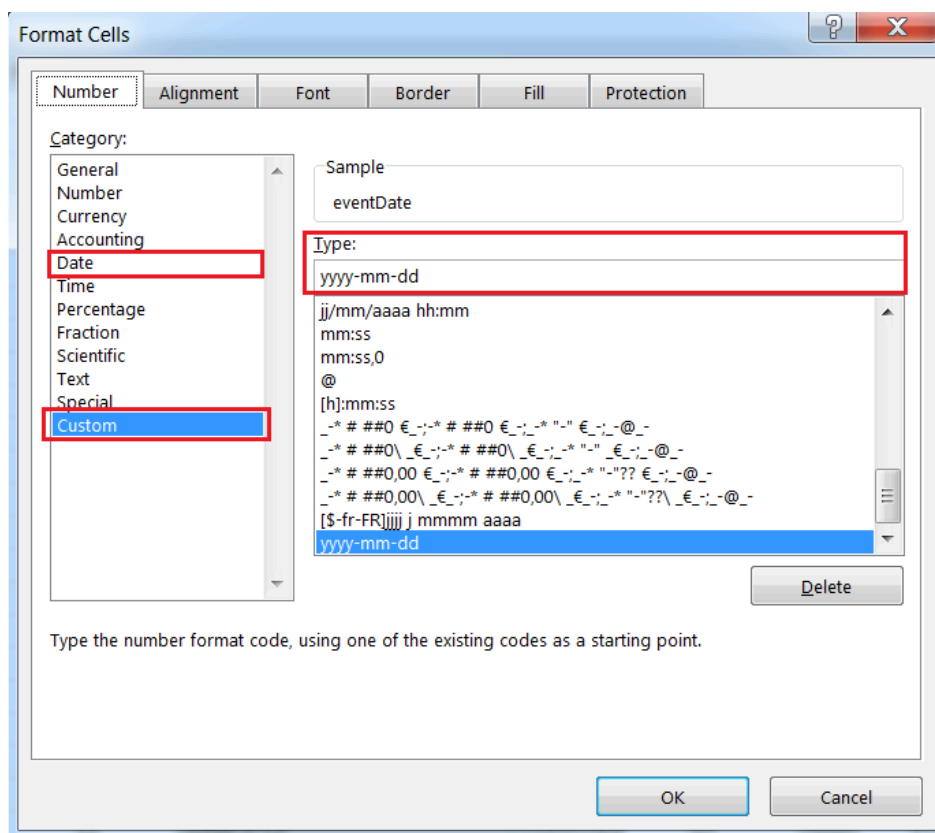 Format Cells
Number Alignment Font Border Fill Protection
Category:
General
Number
Currency
Accounting
Date
Time
Percentage
Fraction
Scientific
Text
Special
Custom
Sample
eventDate
Type:
yyyy-mm-dd
jj/mm/aaaa hh:mm
mm:ss
mm:ss,0
@
[h]:mm:ss
_-* # ##0 €_-;-* # ##0 €_-;_-* "-" €_-;_-@_-
_-* # ##0\ _€_-;-* # ##0\ _€_-;_-* "-"\ _€_-;_-@_-
_-* # ##0,00 €_-;-* # ##0,00 €_-;_-* "-"?? €_-;_-@_-
_-* # ##0,00\ _€_-;-* # ##0,00\ _€_-;_-* "-"??\ _€_-;_-@_-
[$-fr-FR]jjjj j mmmm aaaa
yyyy-mm-dd
Delete
Type the number format code, using one of the existing codes as a starting point.
OK Cancel